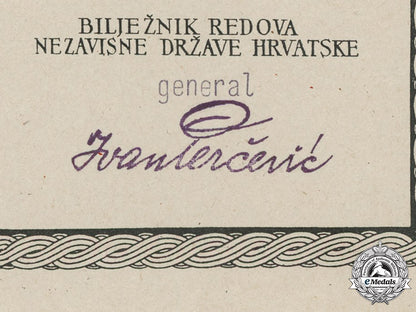 BILJEŽNIK REDOVA
NEZAVISNE DRŽAVE HRVATSKE
general
Ivan Perčević
eMedals